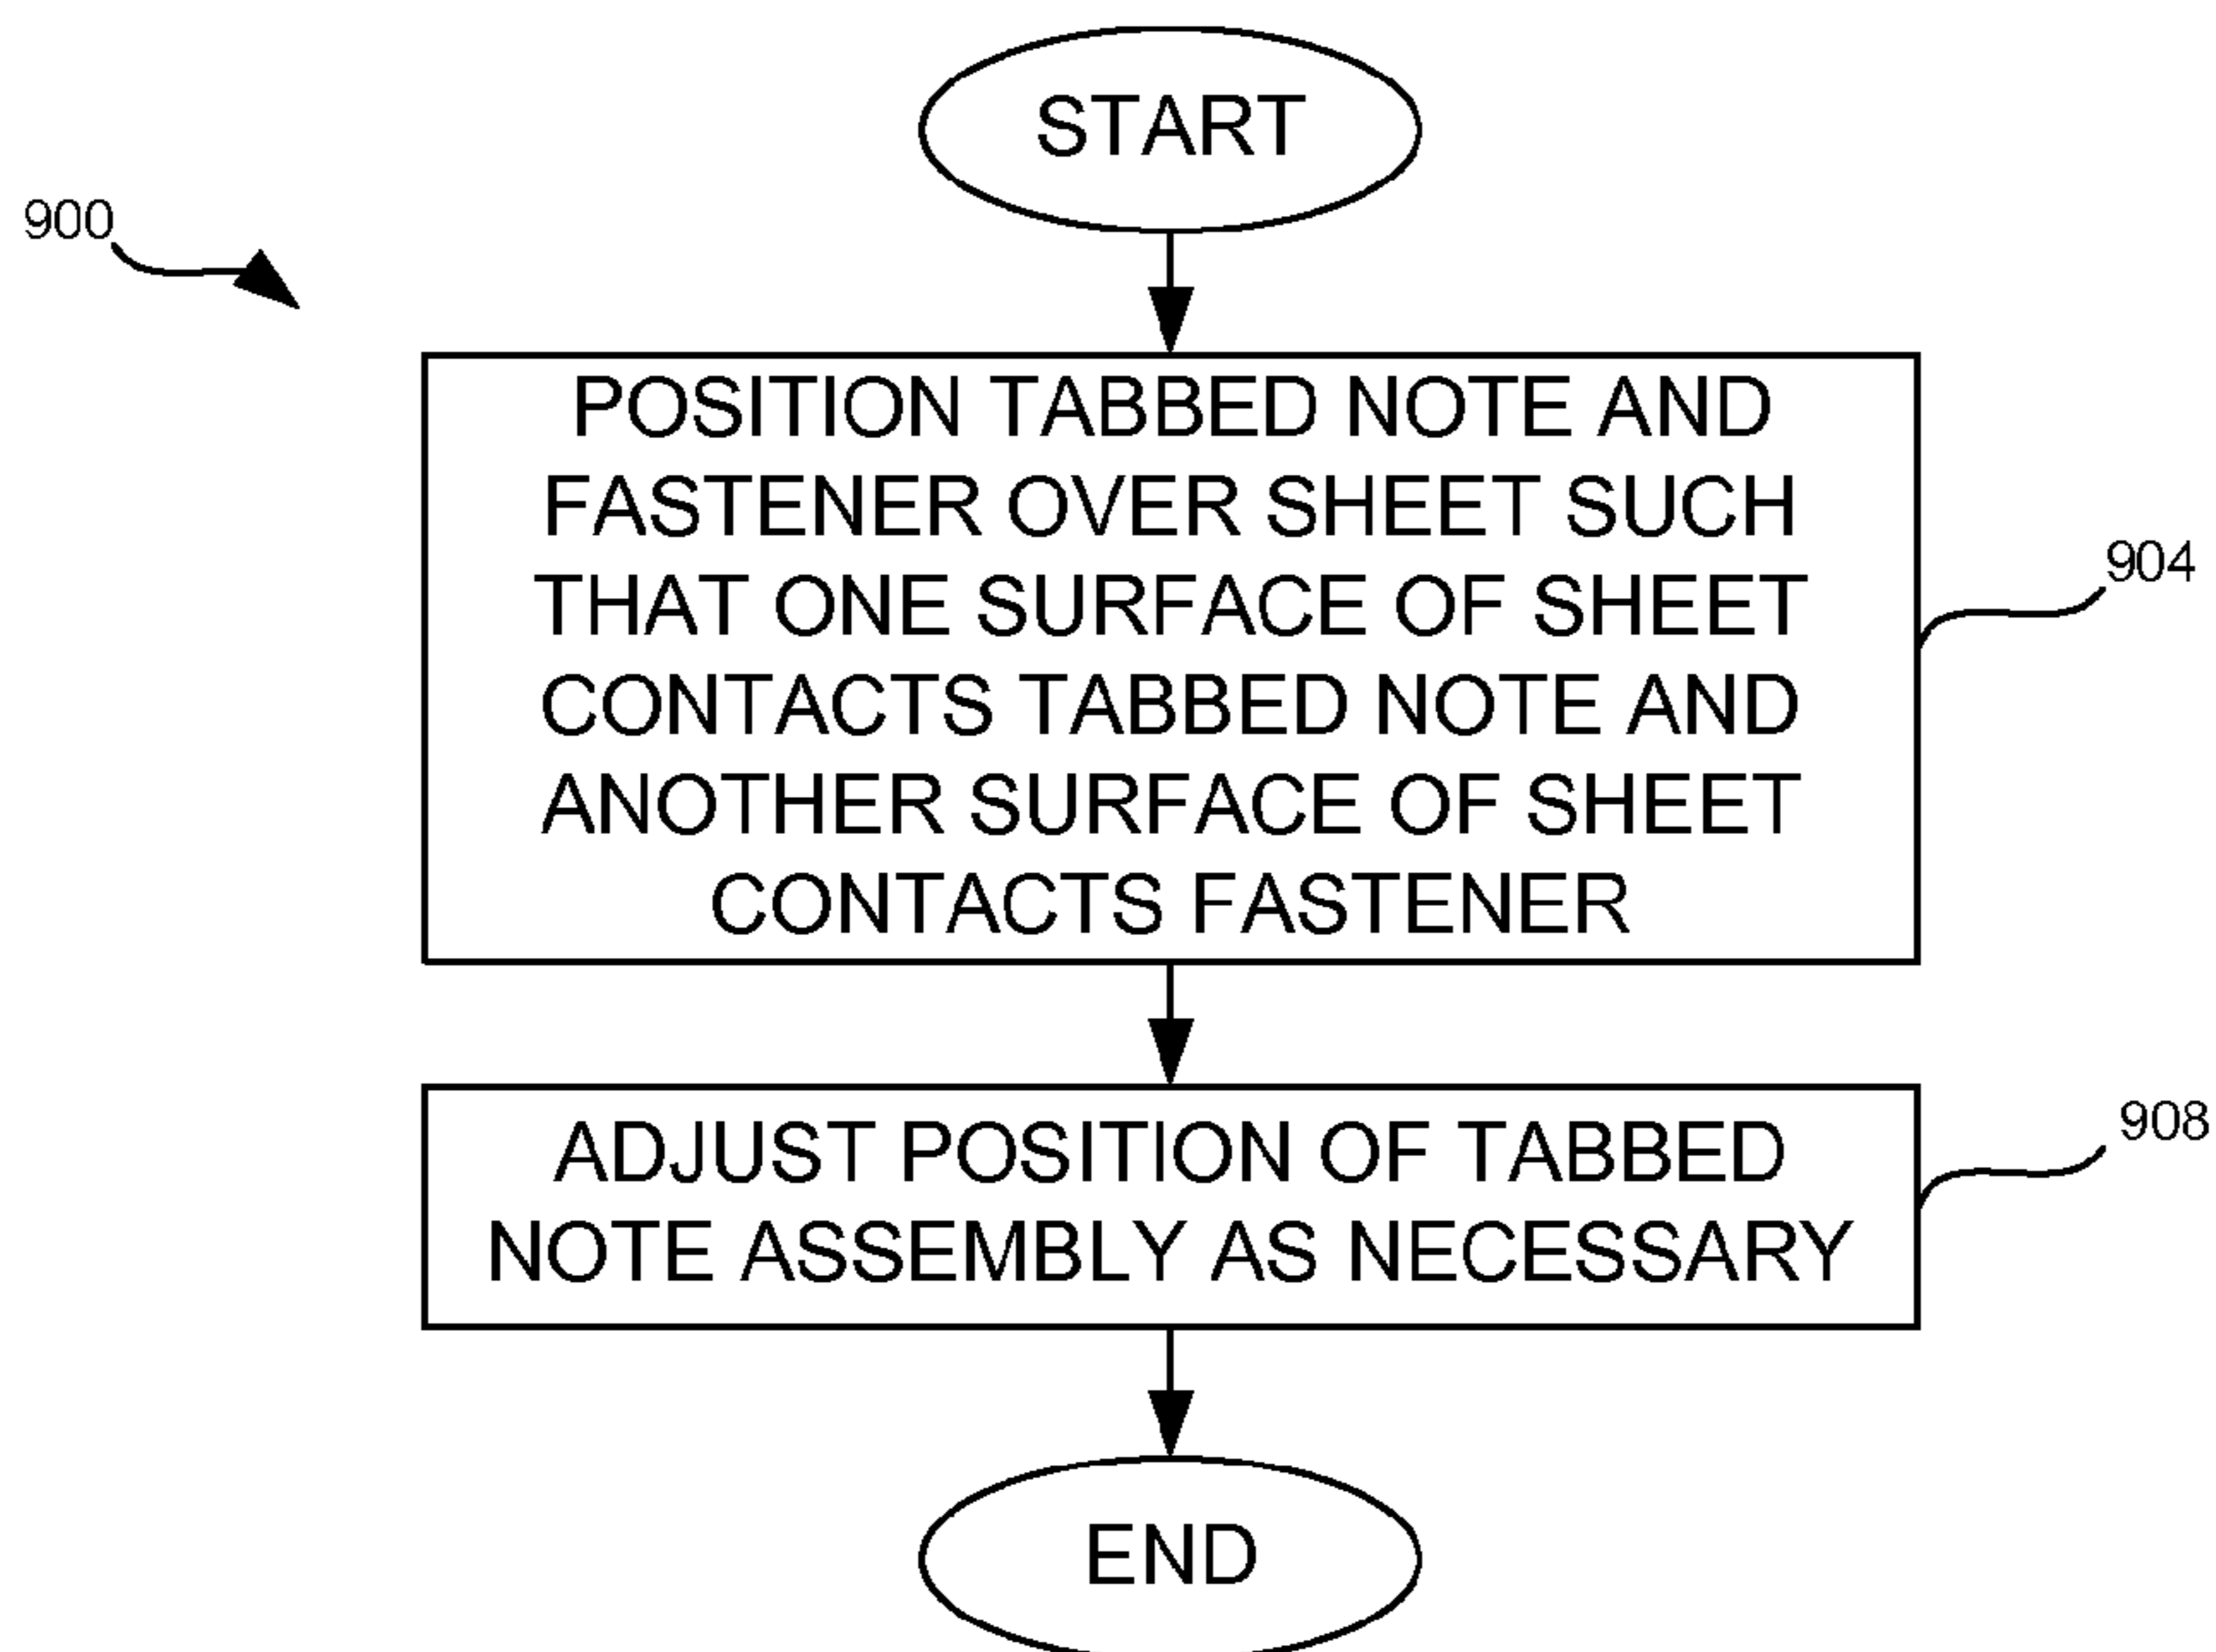 START
900
POSITION TABBED NOTE AND
FASTENER OVER SHEET SUCH
THAT ONE SURFACE OF SHEET
CONTACTS TABBED NOTE AND
ANOTHER SURFACE OF SHEET
CONTACTS FASTENER
904
ADJUST POSITION OF TABBED
NOTE ASSEMBLY AS NECESSARY
908
END